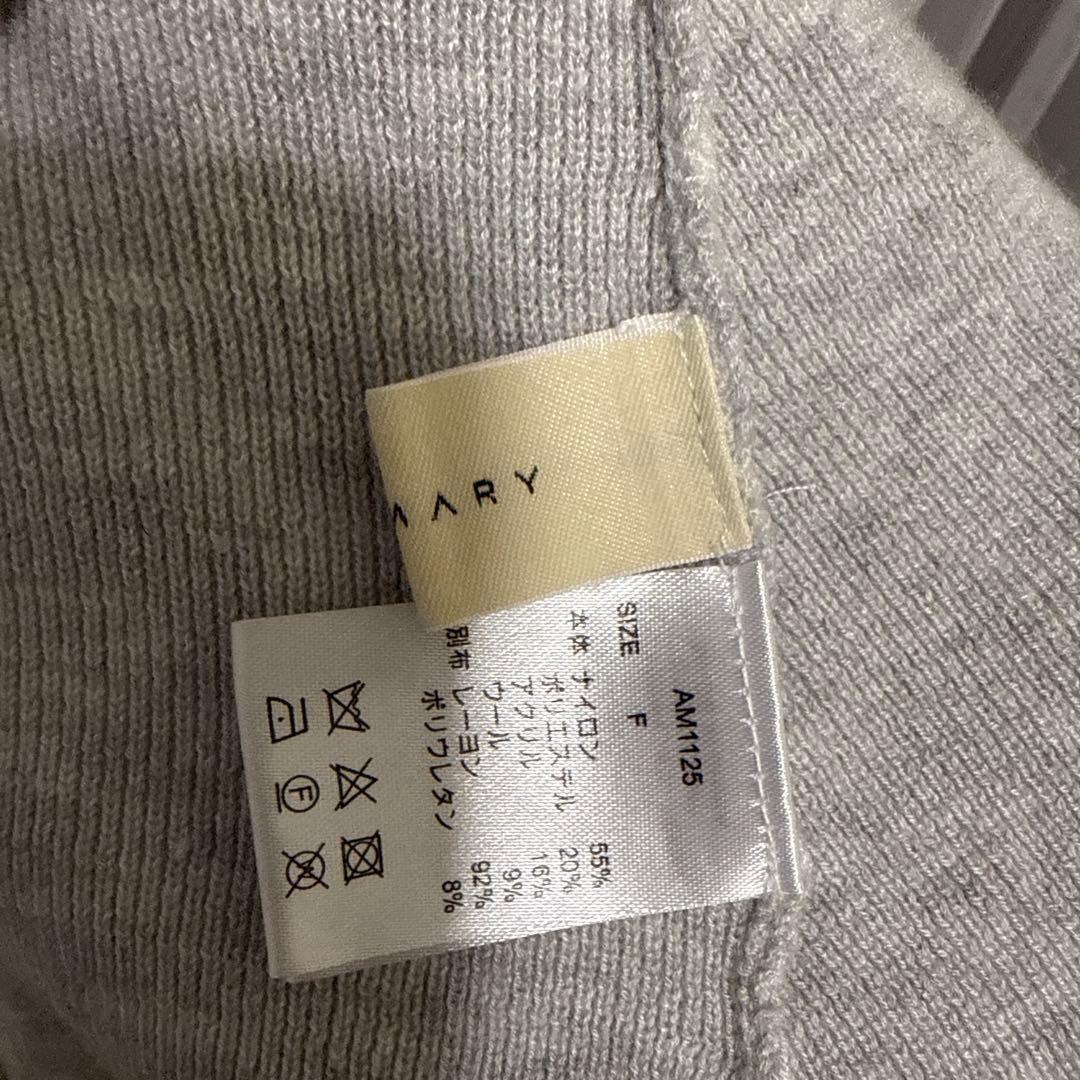 ΛRY
AM1125
SIZE F
本体 ナイロン 55%
ポリエステル 20%
アクリル 16%
ウール 9%
別布 レーヨン 92%
ポリウレタン 8%
F